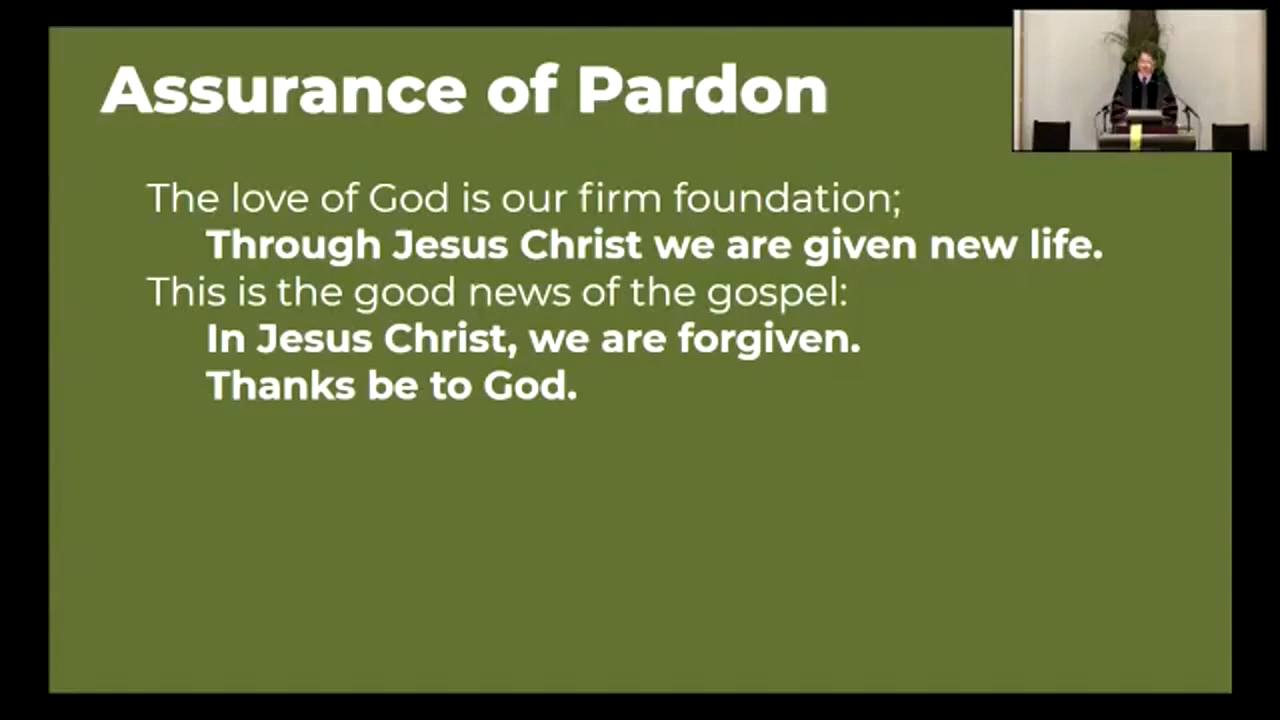 Assurance of Pardon
The love of God is our firm foundation;
Through Jesus Christ we are given new life.
This is the good news of the gospel:
In Jesus Christ, we are forgiven.
Thanks be to God.